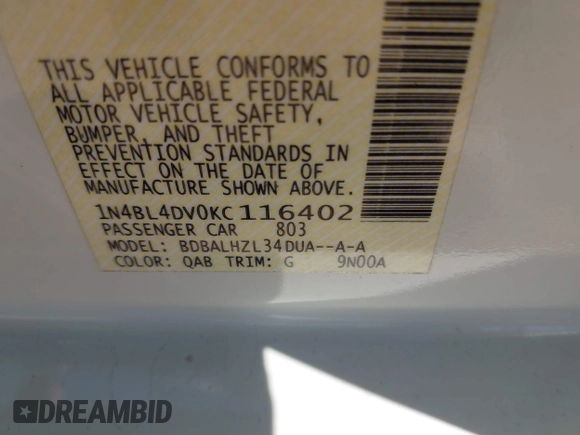 THIS VEHICLE CONFORMS TO
ALL APPLICABLE FEDERAL
MOTOR VEHICLE SAFETY,
BUMPER, AND THEFT
PREVENTION STANDARDS IN
EFFECT ON THE DATE OF
MANUFACTURE SHOWN ABOVE.
1N4BL4DV0KC116402
PASSENGER CAR 803
MODEL: BDBALHZL34DUA--A-A
COLOR: QAB TRIM: G 9N00A
DREAMBID